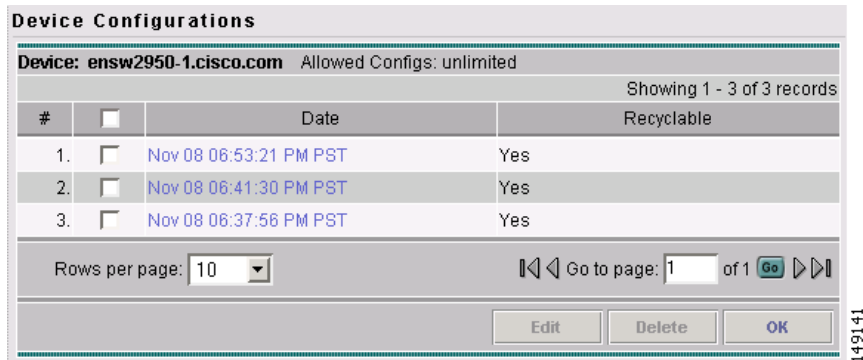 Device Configurations
Device: ensw2950-1.cisco.com Allowed Configs: unlimited
Showing 1 - 3 of 3 records
# Date Recyclable
1. Nov 08 06:53:21 PM PST Yes
2. Nov 08 06:41:30 PM PST Yes
3. Nov 08 06:37:56 PM PST Yes
Rows per page: 10 Go to page: 1 of 1 Go
Edit Delete OK
149141